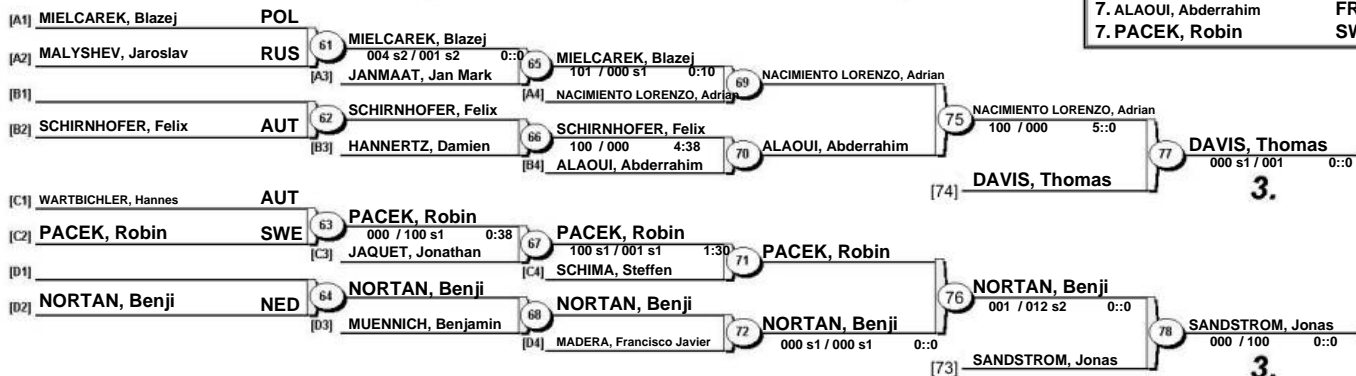 7. ALAOUI, Abderrahim FR
7. PACEK, Robin SW
[A1] MIELCAREK, Blazej POL
[A2] MALYSHEV, Jaroslav RUS
61 MIELCAREK, Blazej
004 s2 / 001 s2 0::0
[A3] JANMAAT, Jan Mark
65 MIELCAREK, Blazej
101 / 000 s1 0:10
[A4] NACIMIENTO LORENZO, Adrian
69 NACIMIENTO LORENZO, Adrian
[B1]
[B2] SCHIRNHOFER, Felix AUT
62 SCHIRNHOFER, Felix
[B3] HANNERTZ, Damien
66 SCHIRNHOFER, Felix
100 / 000 4:38
[B4] ALAOUI, Abderrahim
70 ALAOUI, Abderrahim
75 NACIMIENTO LORENZO, Adrian
100 / 000 5::0
[74] DAVIS, Thomas
77 DAVIS, Thomas
000 s1 / 001 0::0
3.
[C1] WARTBICHLER, Hannes AUT
[C2] PACEK, Robin SWE
63 PACEK, Robin
000 / 100 s1 0:38
[C3] JAQUET, Jonathan
67 PACEK, Robin
100 s1 / 001 s1 1:30
[C4] SCHIMA, Steffen
71 PACEK, Robin
[D1]
[D2] NORTAN, Benji NED
64 NORTAN, Benji
[D3] MUENNICH, Benjamin
68 NORTAN, Benji
[D4] MADERA, Francisco Javier
72 NORTAN, Benji
000 s1 / 000 s1 0::0
76 NORTAN, Benji
001 / 012 s2 0::0
[73] SANDSTROM, Jonas
78 SANDSTROM, Jonas
000 / 100 0::0
3.